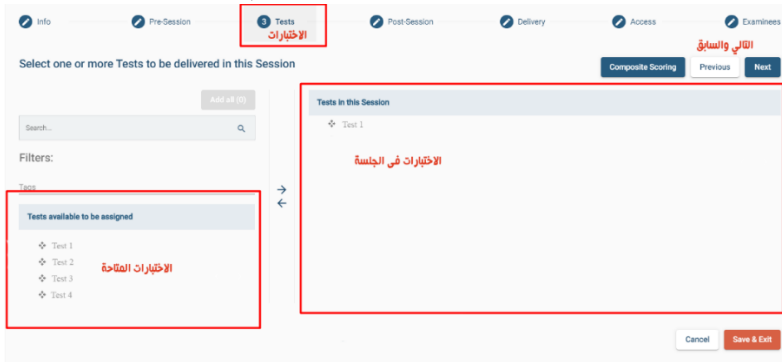 Info
Pre-Session
3 Tests
Post-Session
Delivery
Access
Examinees
الاختبارات
التالي والسابق
Select one or more Tests to be delivered in this Session
Composite Scoring
Previous
Next
Add all (0)
Search...
Filters:
Tags
Tests available to be assigned
Test 1
Test 2
Test 3
Test 4
الاختبارات المتاحة
Tests in this Session
Test 1
الاختبارات في الجلسة
Cancel
Save & Exit